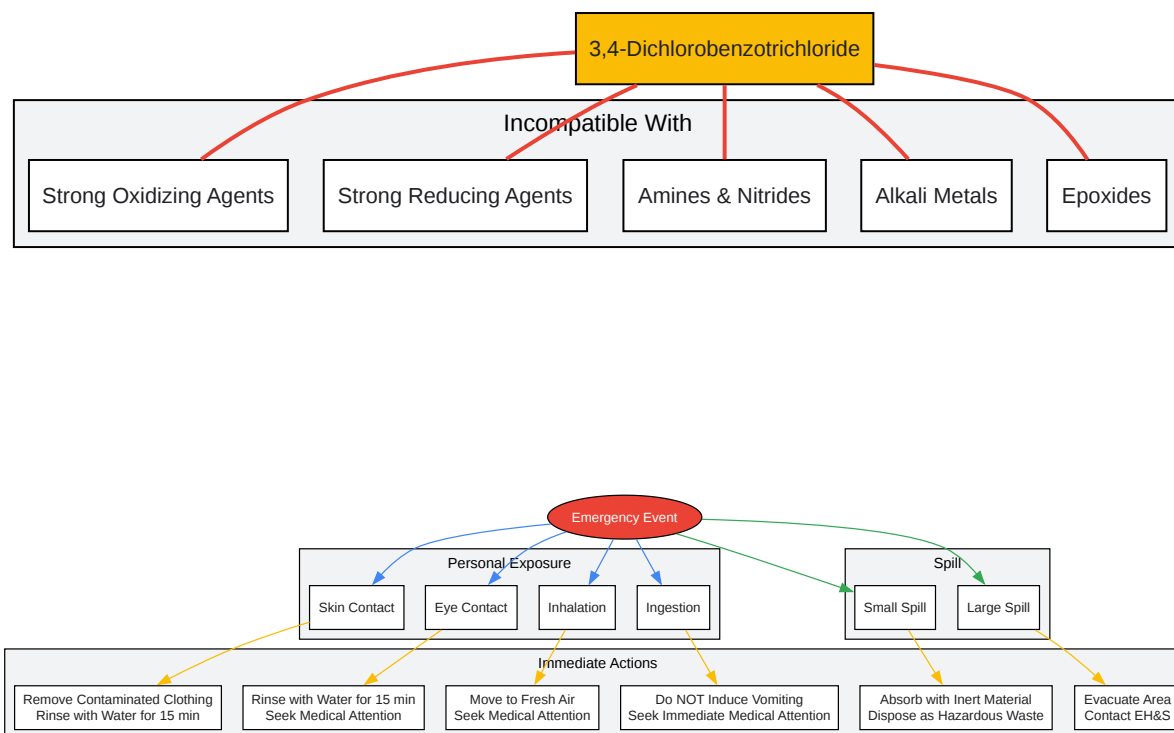 3,4-Dichlorobenzotrichloride
Incompatible With
Strong Oxidizing Agents
Strong Reducing Agents
Amines & Nitrides
Alkali Metals
Epoxides
Emergency Event
Personal Exposure
Spill
Skin Contact
Eye Contact
Inhalation
Ingestion
Small Spill
Large Spill
Immediate Actions
Remove Contaminated Clothing
Rinse with Water for 15 min
Rinse with Water for 15 min
Seek Medical Attention
Move to Fresh Air
Seek Medical Attention
Do NOT Induce Vomiting
Seek Immediate Medical Attention
Absorb with Inert Material
Dispose as Hazardous Waste
Evacuate Area
Contact EH&S